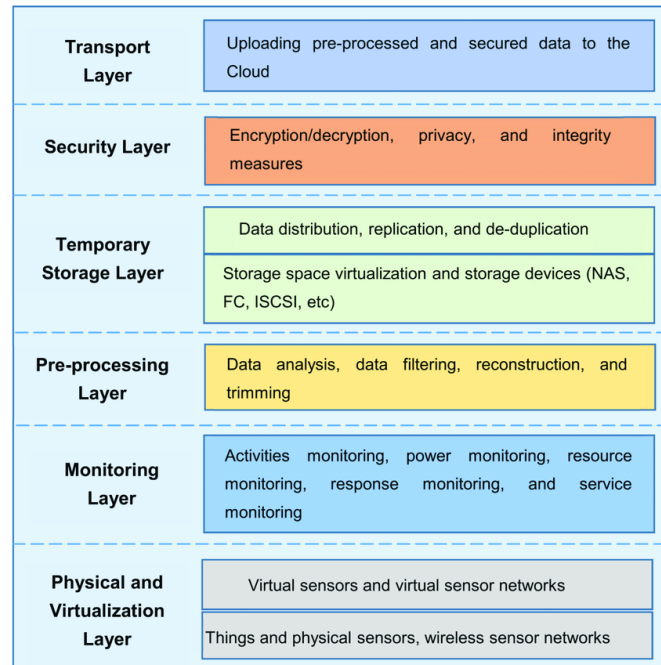 Transport
Layer
Uploading pre-processed and secured data to the
Cloud
Security Layer
Encryption/decryption, privacy, and integrity
measures
Temporary
Storage Layer
Data distribution, replication, and de-duplication
Storage space virtualization and storage devices (NAS,
FC, ISCSI, etc)
Pre-processing
Layer
Data analysis, data filtering, reconstruction, and
trimming
Monitoring
Layer
Activities monitoring, power monitoring, resource
monitoring, response monitoring, and service
monitoring
Physical and
Virtualization
Layer
Virtual sensors and virtual sensor networks
Things and physical sensors, wireless sensor networks